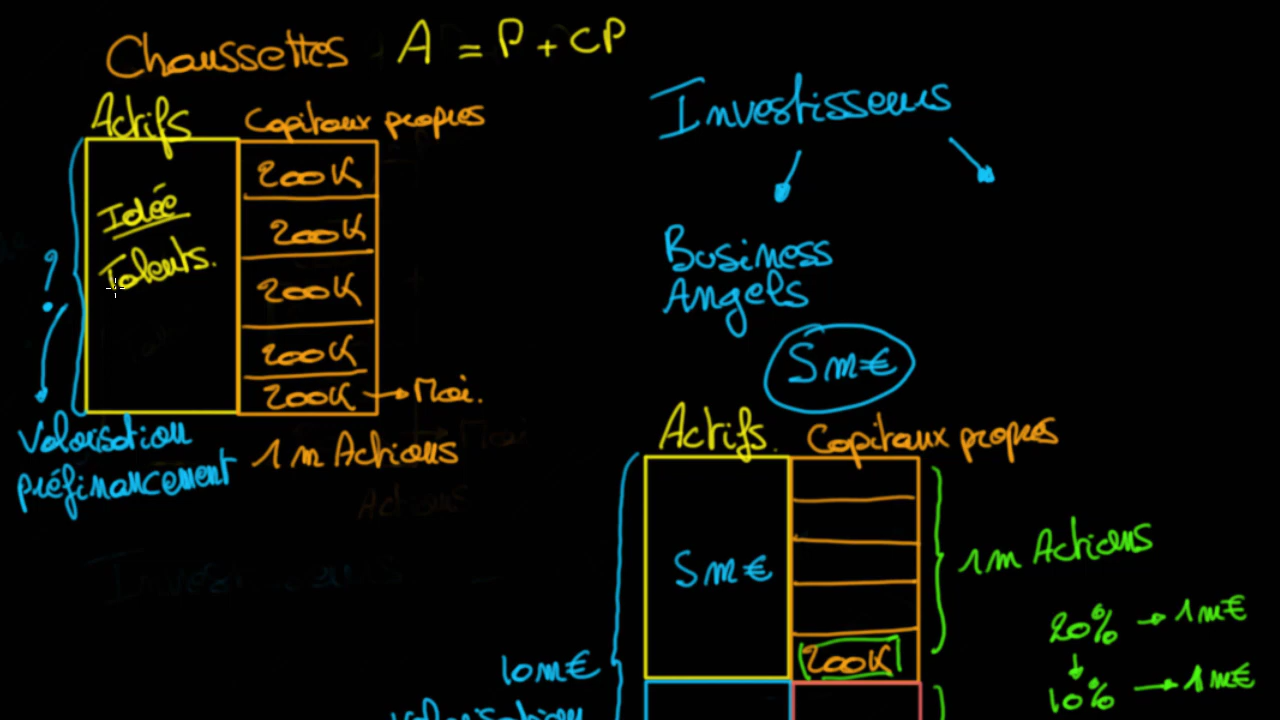 Chaussettes A = P + CP
Actifs Capitaux propres
Idée
Talents.
200K
200K
200K
200K
200K → Moi.
?
Valorisation
préfinancement
1m Actions
Investisseurs
Business
Angels
5m€
Actifs. Capitaux propres
5m€
200K
1m Actions
20% → 1m€
10% → 1m€
10m€
Valorisation